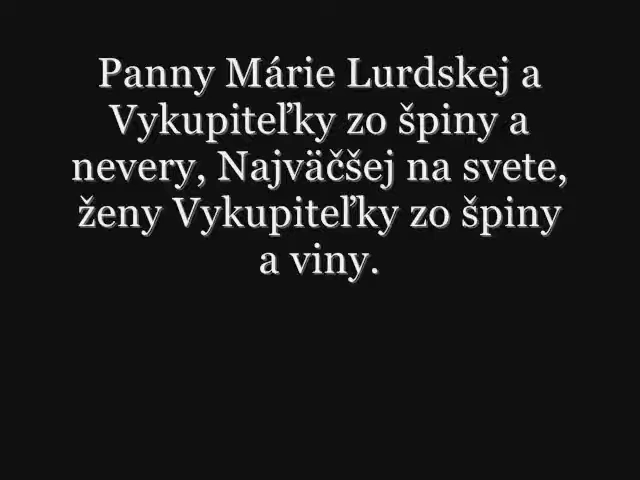 Panny Márie Lurdskej a
Vykupiteľky zo špiny a
nevery, Najväčšej na svete,
ženy Vykupiteľky zo špiny
a viny.